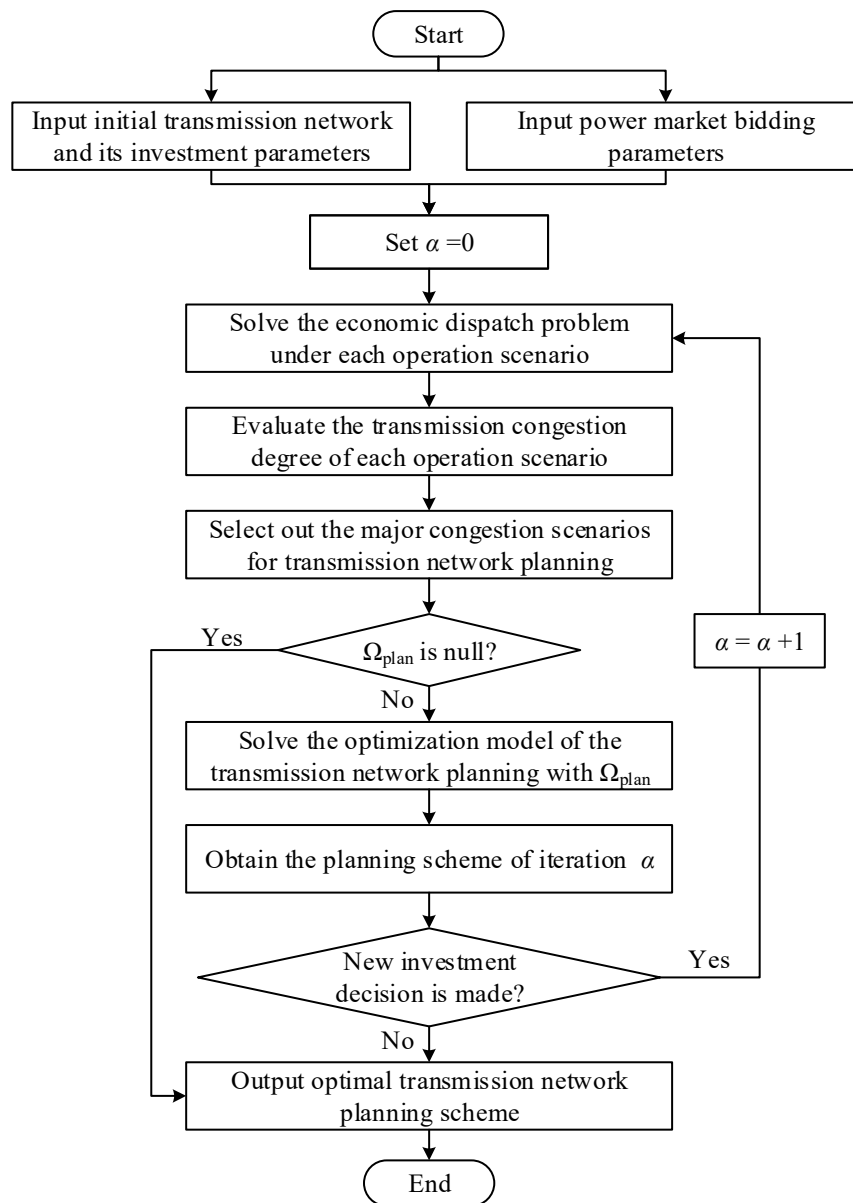 Start
Input initial transmission network
and its investment parameters
Input power market bidding
parameters
Set α =0
Solve the economic dispatch problem
under each operation scenario
Evaluate the transmission congestion
degree of each operation scenario
Select out the major congestion scenarios
for transmission network planning
Yes
Ωplan is null?
α = α +1
No
Solve the optimization model of the
transmission network planning with Ωplan
Obtain the planning scheme of iteration α
New investment
decision is made?
Yes
No
Output optimal transmission network
planning scheme
End